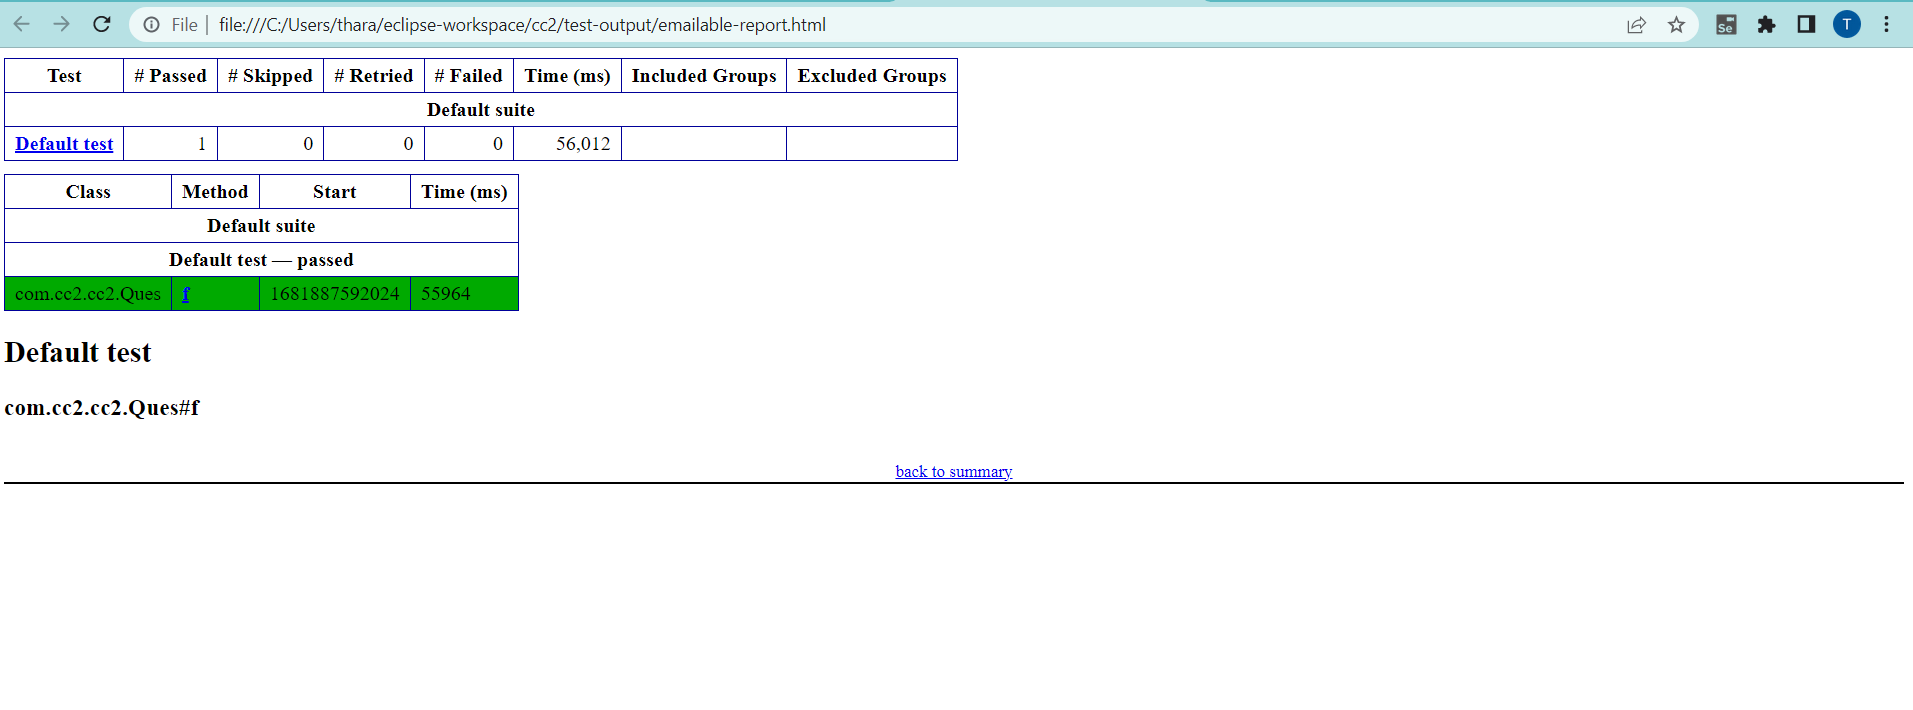 File | file:///C:/Users/thara/eclipse-workspace/cc2/test-output/emailable-report.html
Se
T
Test # Passed # Skipped # Retried # Failed Time (ms) Included Groups Excluded Groups
Default suite
Default test 1 0 0 0 56,012
Class Method Start Time (ms)
Default suite
Default test — passed
com.cc2.cc2.Ques f 1681887592024 55964
Default test
com.cc2.cc2.Ques#f
back to summary